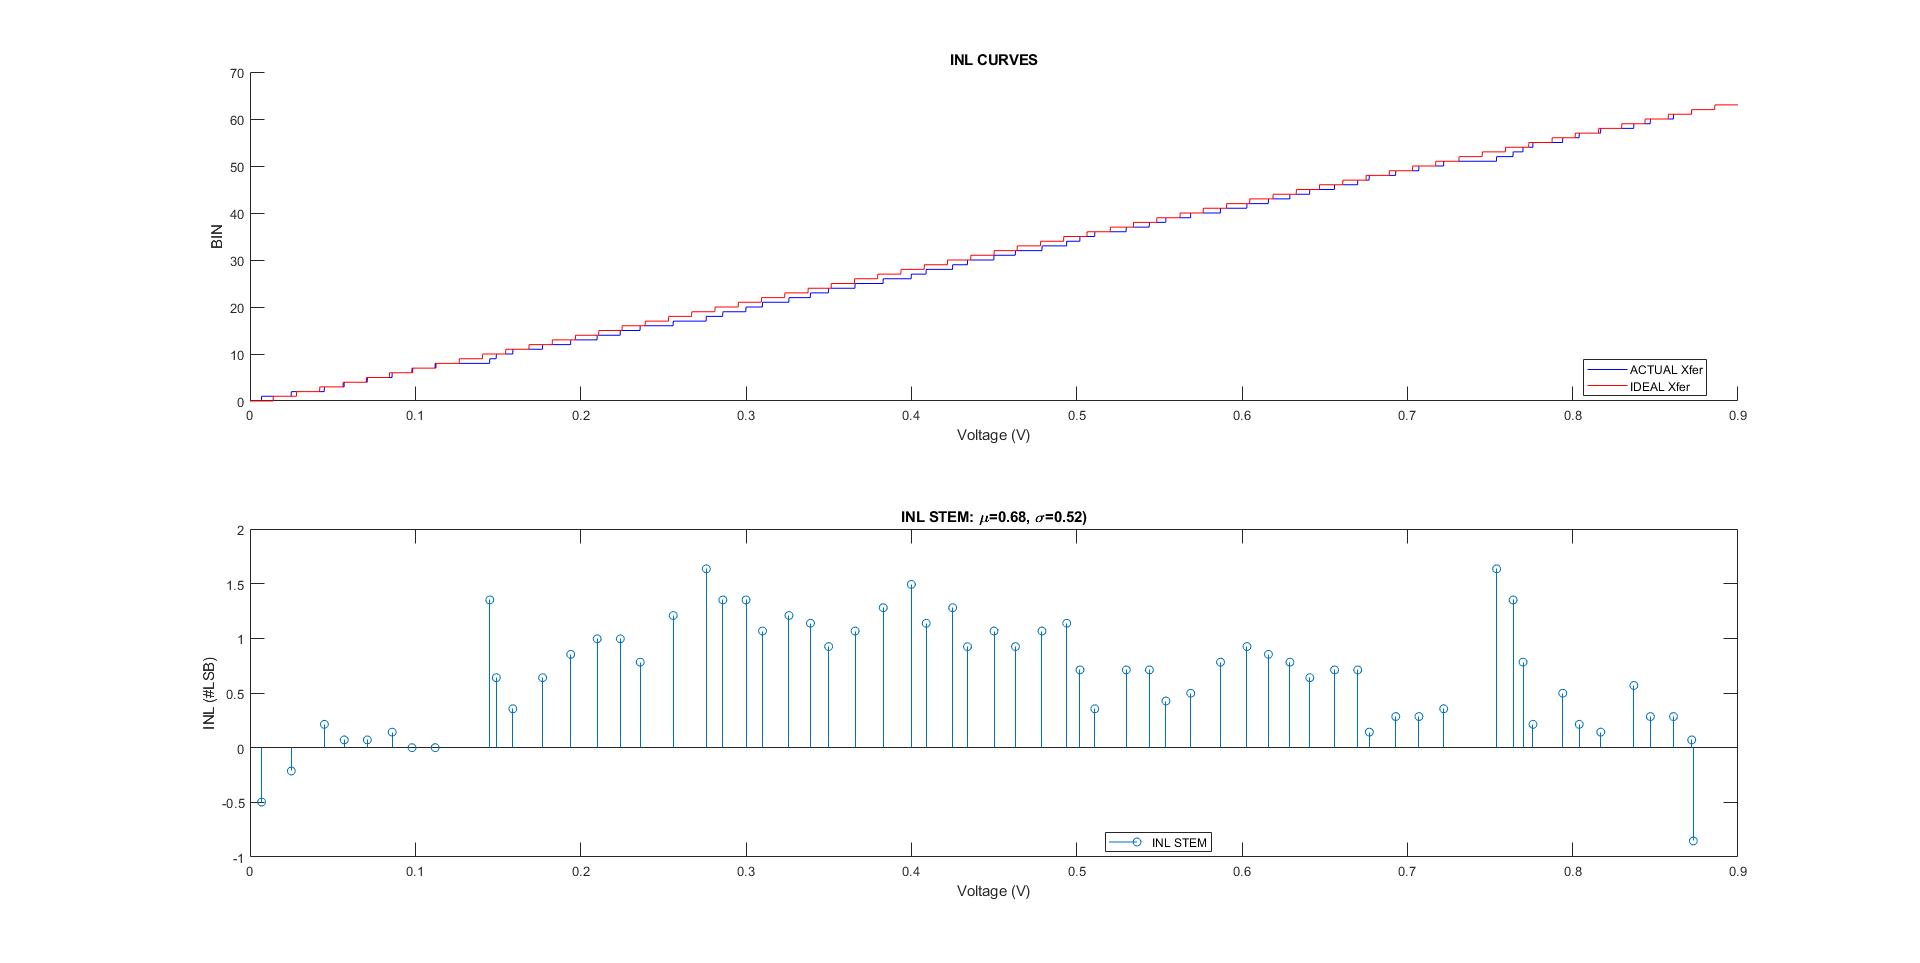 INL CURVES
70
60
50
40
30
20
10
0
BIN
ACTUAL Xfer
IDEAL Xfer
0 0.1 0.2 0.3 0.4 0.5 0.6 0.7 0.8 0.9
Voltage (V)
INL STEM: μ=0.68, σ=0.52)
2
1.5
1
0.5
0
-0.5
-1
INL (#LSB)
INL STEM
0 0.1 0.2 0.3 0.4 0.5 0.6 0.7 0.8 0.9
Voltage (V)